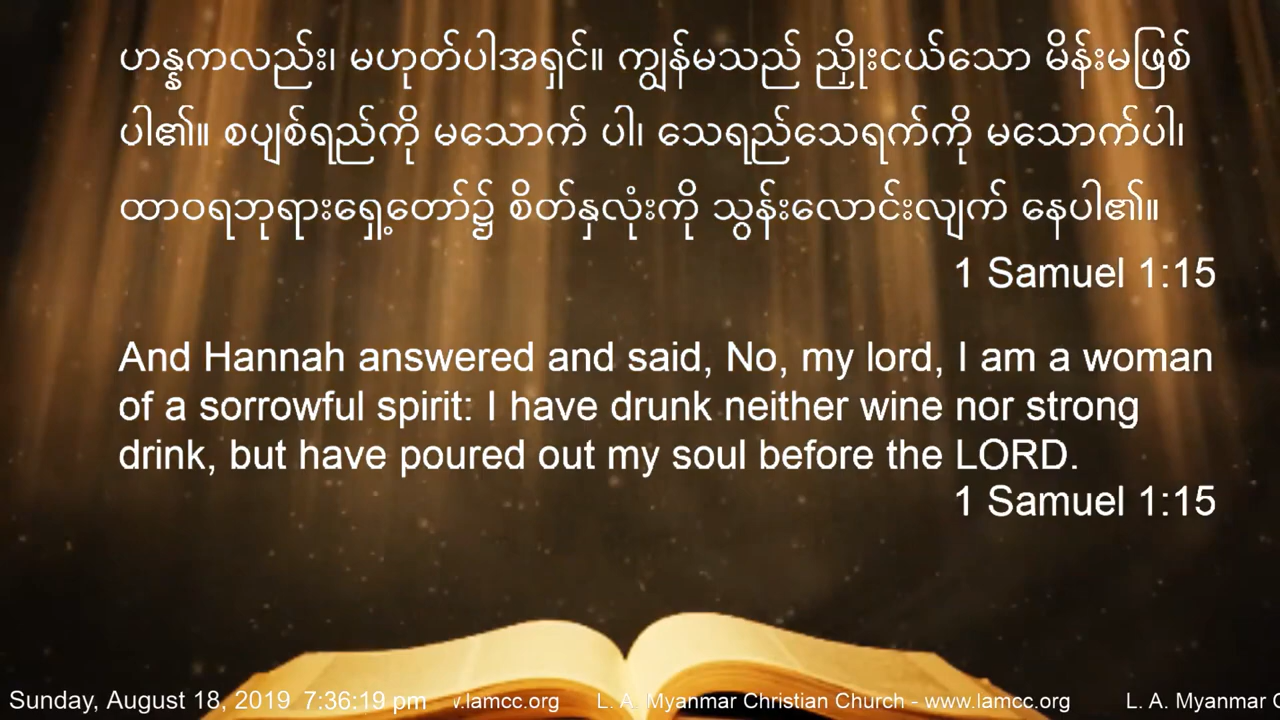 ဟန္နကလည်း၊ မဟုတ်ပါအရှင်။ ကျွန်မသည် ညှိုးငယ်သော မိန်းမဖြစ်
ပါ၏။ စပျစ်ရည်ကို မသောက် ပါ၊ သေရည်သေရက်ကို မသောက်ပါ၊
ထာဝရဘုရားရှေ့တော်၌ စိတ်နှလုံးကို သွန်းလောင်းလျက် နေပါ၏။
1 Samuel 1:15
And Hannah answered and said, No, my lord, I am a woman
of a sorrowful spirit: I have drunk neither wine nor strong
drink, but have poured out my soul before the LORD.
1 Samuel 1:15
Sunday, August 18, 2019 7:36:19 pm w.lamcc.org L. A. Myanmar Christian Church - www.lamcc.org L. A. Myanmar C